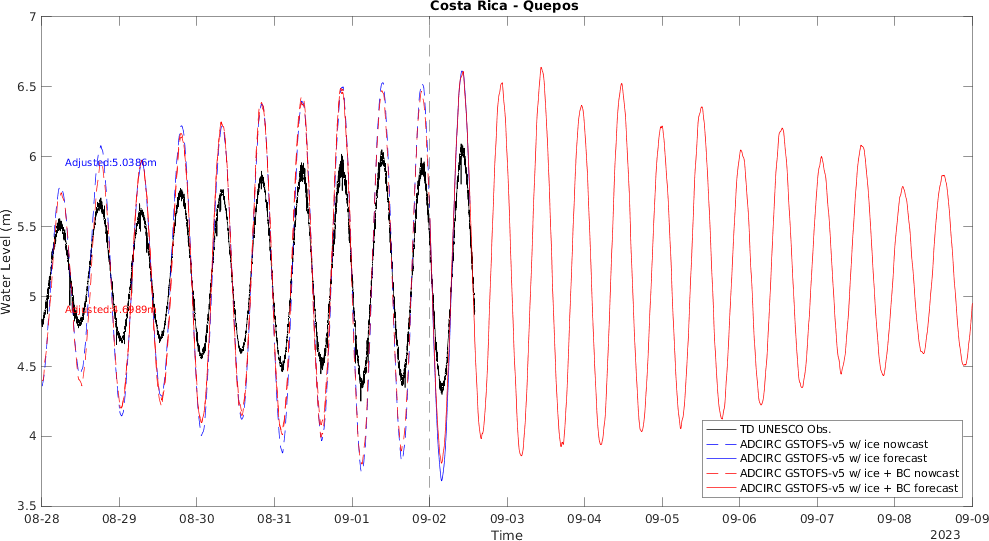 Costa Rica - Quepos
7
6.5
6
5.5
5
4.5
4
3.5
Water Level (m)
Adjusted:5.0386m
Adjusted:4.6989m
TD UNESCO Obs.
ADCIRC GSTOFS-v5 w/ ice nowcast
ADCIRC GSTOFS-v5 w/ ice forecast
ADCIRC GSTOFS-v5 w/ ice + BC nowcast
ADCIRC GSTOFS-v5 w/ ice + BC forecast
08-28 08-29 08-30 08-31 09-01 09-02 09-03 09-04 09-05 09-06 09-07 09-08 09-09
Time
2023